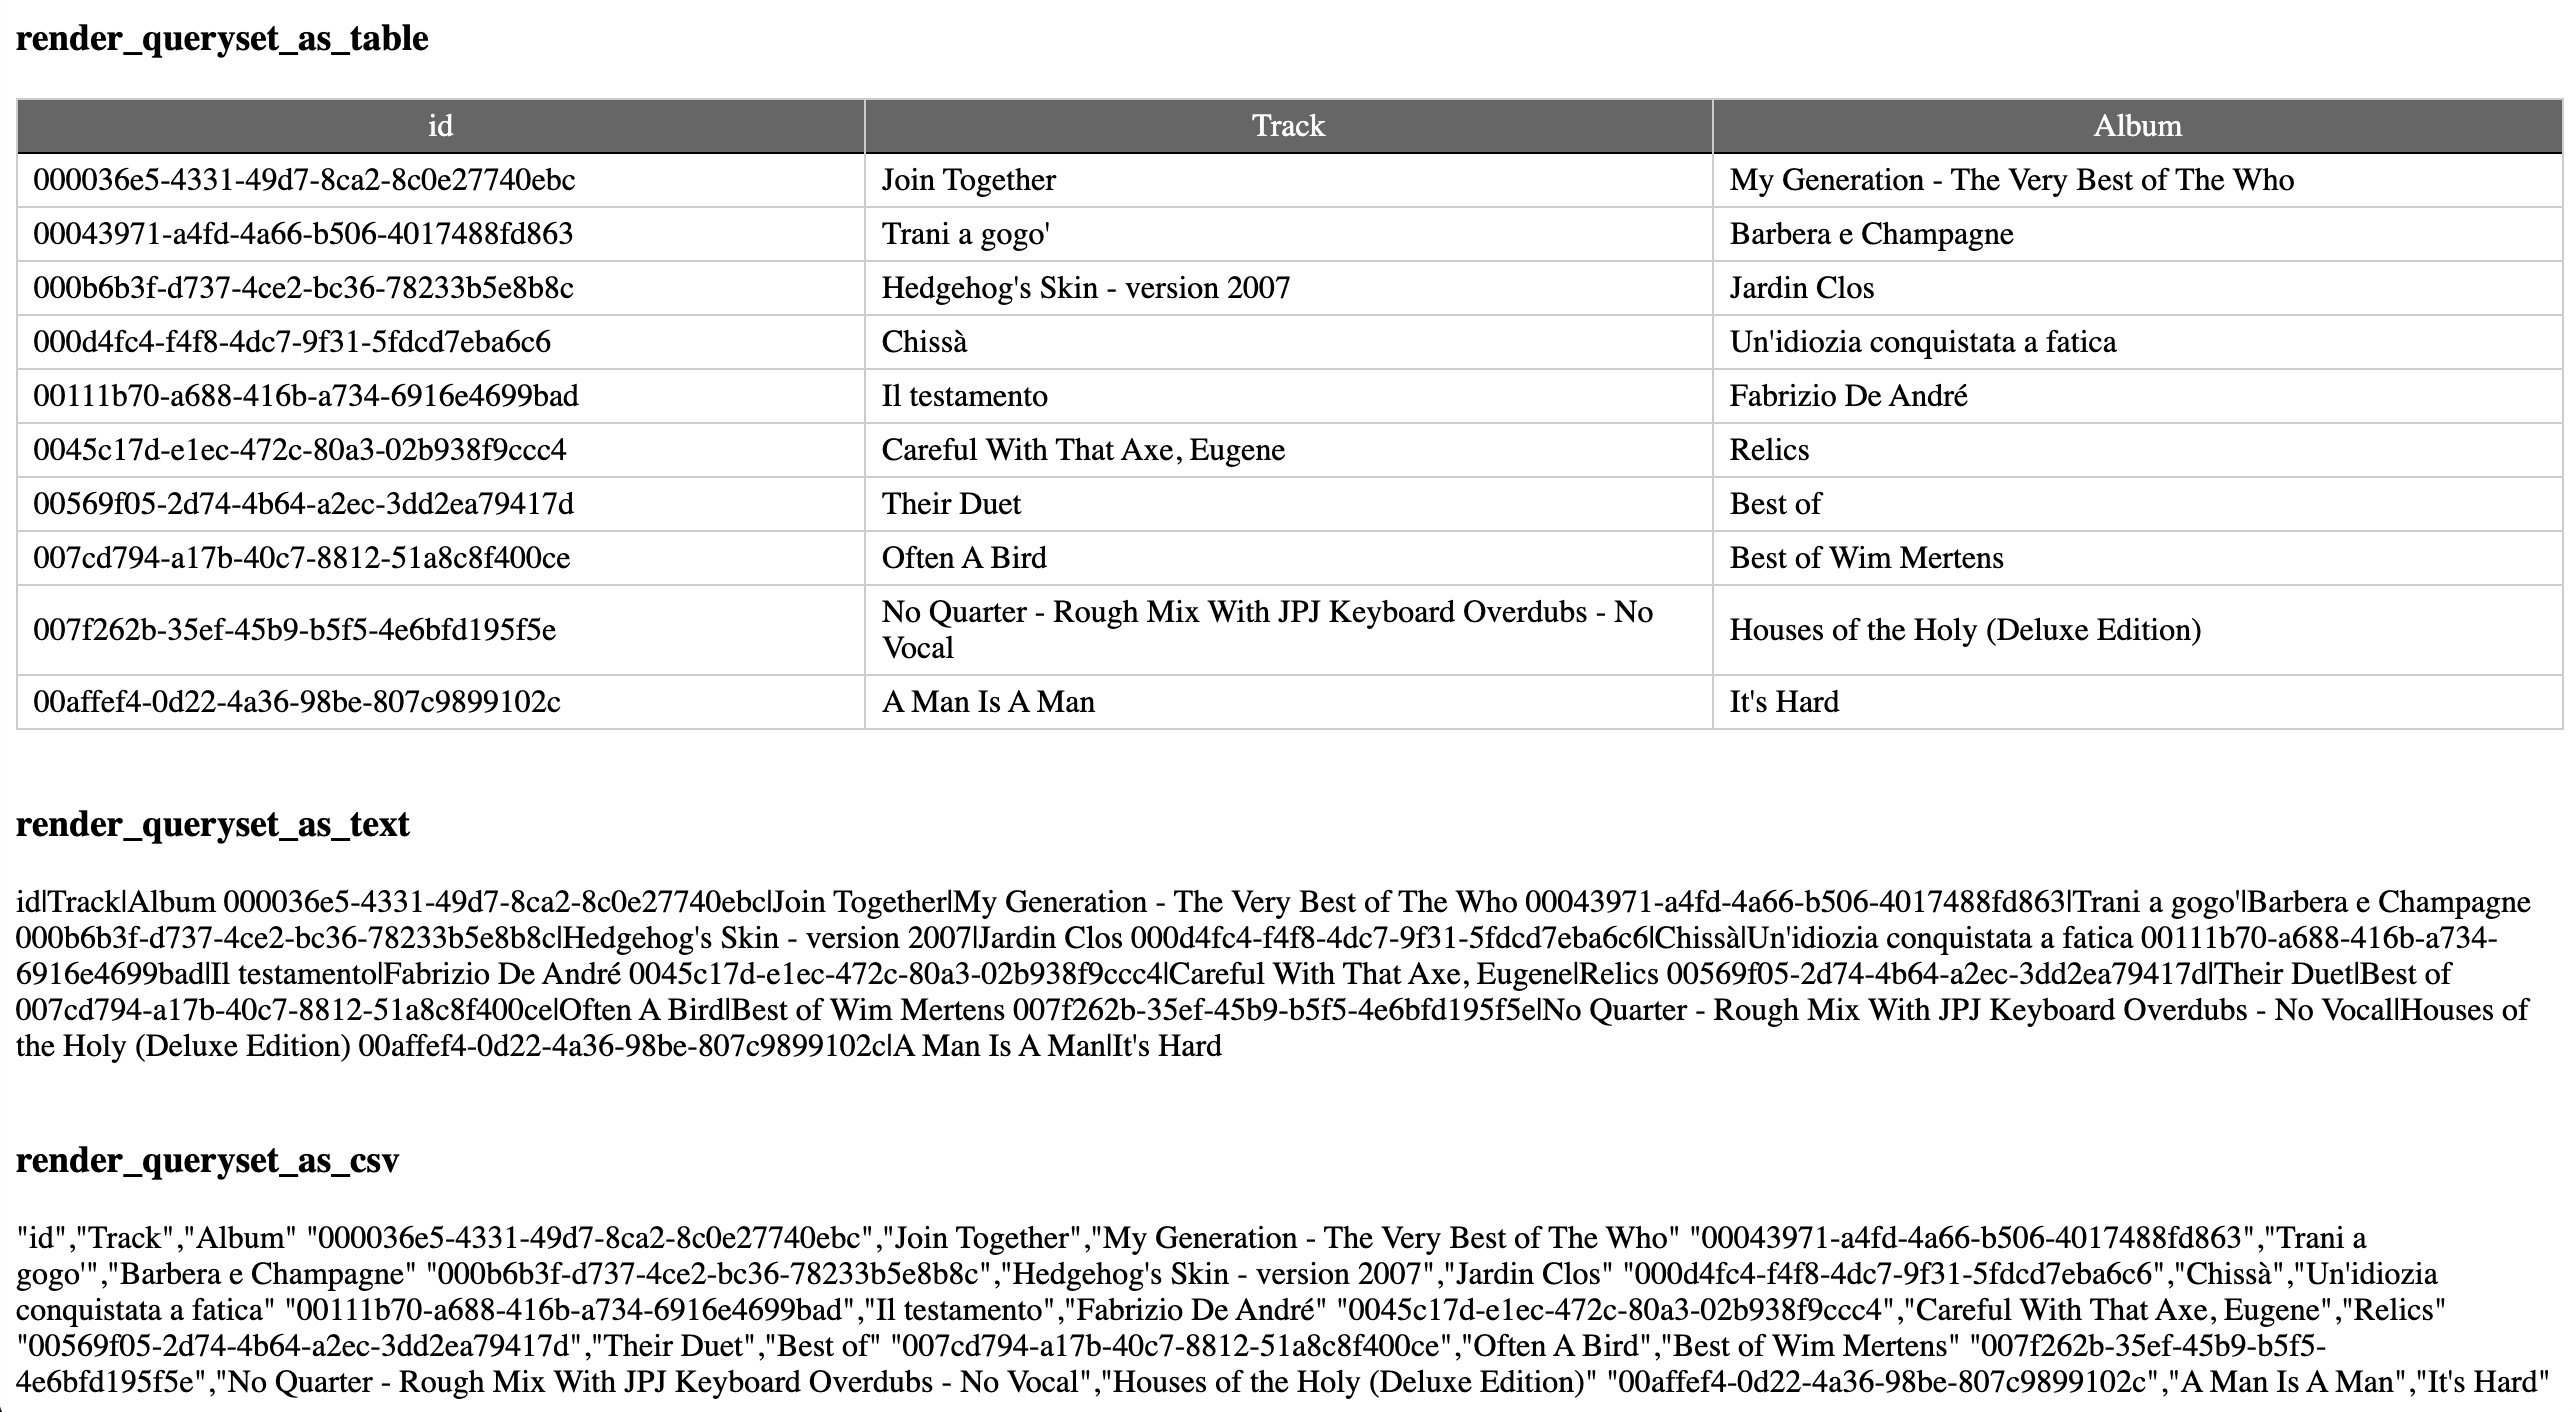 render_queryset_as_table
id Track Album
000036e5-4331-49d7-8ca2-8c0e27740ebc Join Together My Generation - The Very Best of The Who
00043971-a4fd-4a66-b506-4017488fd863 Trani a gogo' Barbera e Champagne
000b6b3f-d737-4ce2-bc36-78233b5e8b8c Hedgehog's Skin - version 2007 Jardin Clos
000d4fc4-f4f8-4dc7-9f31-5fdcd7eba6c6 Chissà Un'idiozia conquistata a fatica
00111b70-a688-416b-a734-6916e4699bad Il testamento Fabrizio De André
0045c17d-e1ec-472c-80a3-02b938f9ccc4 Careful With That Axe, Eugene Relics
00569f05-2d74-4b64-a2ec-3dd2ea79417d Their Duet Best of
007cd794-a17b-40c7-8812-51a8c8f400ce Often A Bird Best of Wim Mertens
007f262b-35ef-45b9-b5f5-4e6bfd195f5e No Quarter - Rough Mix With JPJ Keyboard Overdubs - No
Vocal Houses of the Holy (Deluxe Edition)
00affef4-0d22-4a36-98be-807c9899102c A Man Is A Man It's Hard
render_queryset_as_text
id|Track|Album 000036e5-4331-49d7-8ca2-8c0e27740ebc|Join Together|My Generation - The Very Best of The Who 00043971-a4fd-4a66-b506-4017488fd863|Trani a gogo'|Barbera e Champagne
000b6b3f-d737-4ce2-bc36-78233b5e8b8c|Hedgehog's Skin - version 2007|Jardin Clos 000d4fc4-f4f8-4dc7-9f31-5fdcd7eba6c6|Chissà|Un'idiozia conquistata a fatica 00111b70-a688-416b-a734-
6916e4699bad|Il testamento|Fabrizio De André 0045c17d-e1ec-472c-80a3-02b938f9ccc4|Careful With That Axe, Eugene|Relics 00569f05-2d74-4b64-a2ec-3dd2ea79417d|Their Duet|Best of
007cd794-a17b-40c7-8812-51a8c8f400ce|Often A Bird|Best of Wim Mertens 007f262b-35ef-45b9-b5f5-4e6bfd195f5e|No Quarter - Rough Mix With JPJ Keyboard Overdubs - No Vocal|Houses of
the Holy (Deluxe Edition) 00affef4-0d22-4a36-98be-807c9899102c|A Man Is A Man|It's Hard
render_queryset_as_csv
"id","Track","Album" "000036e5-4331-49d7-8ca2-8c0e27740ebc","Join Together","My Generation - The Very Best of The Who" "00043971-a4fd-4a66-b506-4017488fd863","Trani a
gogo'","Barbera e Champagne" "000b6b3f-d737-4ce2-bc36-78233b5e8b8c","Hedgehog's Skin - version 2007","Jardin Clos" "000d4fc4-f4f8-4dc7-9f31-5fdcd7eba6c6","Chissà","Un'idiozia
conquistata a fatica" "00111b70-a688-416b-a734-6916e4699bad","Il testamento","Fabrizio De André" "0045c17d-e1ec-472c-80a3-02b938f9ccc4","Careful With That Axe, Eugene","Relics"
"00569f05-2d74-4b64-a2ec-3dd2ea79417d","Their Duet","Best of" "007cd794-a17b-40c7-8812-51a8c8f400ce","Often A Bird","Best of Wim Mertens" "007f262b-35ef-45b9-b5f5-
4e6bfd195f5e","No Quarter - Rough Mix With JPJ Keyboard Overdubs - No Vocal","Houses of the Holy (Deluxe Edition)" "00affef4-0d22-4a36-98be-807c9899102c","A Man Is A Man","It's Hard"